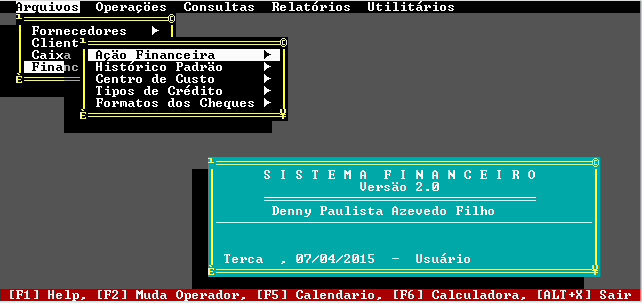 Arquivos Operações Consultas Relatórios Utilitários
Fornecedores
Client
Caixa
Financ
Ação Financeira
Histórico Padrão
Centro de Custo
Tipos de Crédito
Formatos dos Cheques
S I S T E M A F I N A N C E I R O
Versão 2.0
Denny Paulista Azevedo Filho
Terca , 07/04/2015 - Usuário
[F1] Help, [F2] Muda Operador, [F5] Calendario, [F6] Calculadora, [ALT+X] Sair